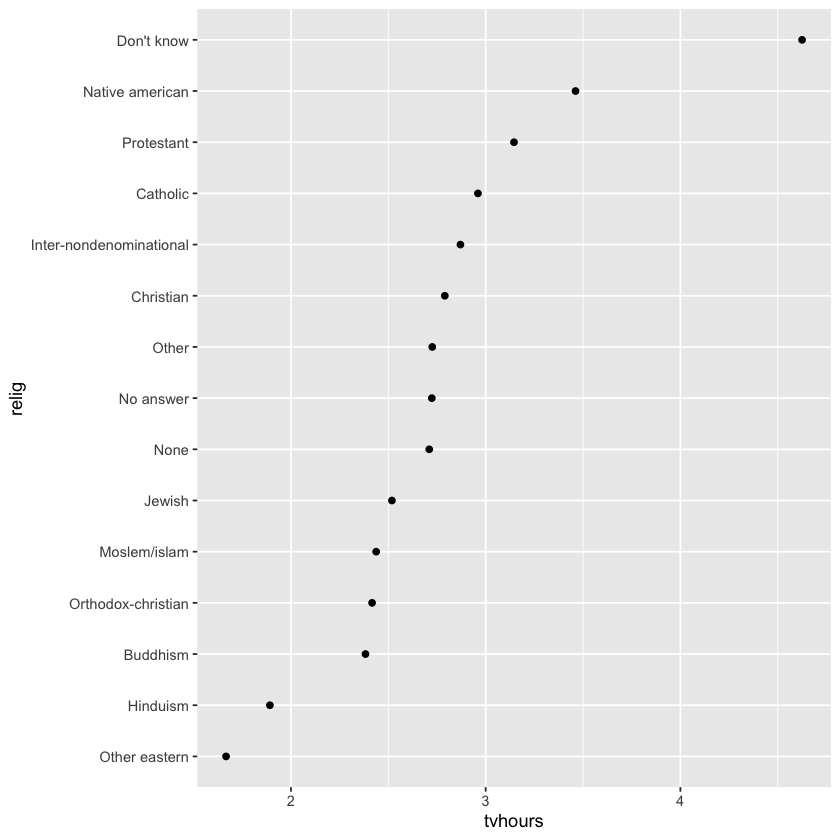 Don't know
Native american
Protestant
Catholic
Inter-nondenominational
Christian
Other
No answer
None
Jewish
Moslem/islam
Orthodox-christian
Buddhism
Hinduism
Other eastern
relig
2 3 4
tvhours